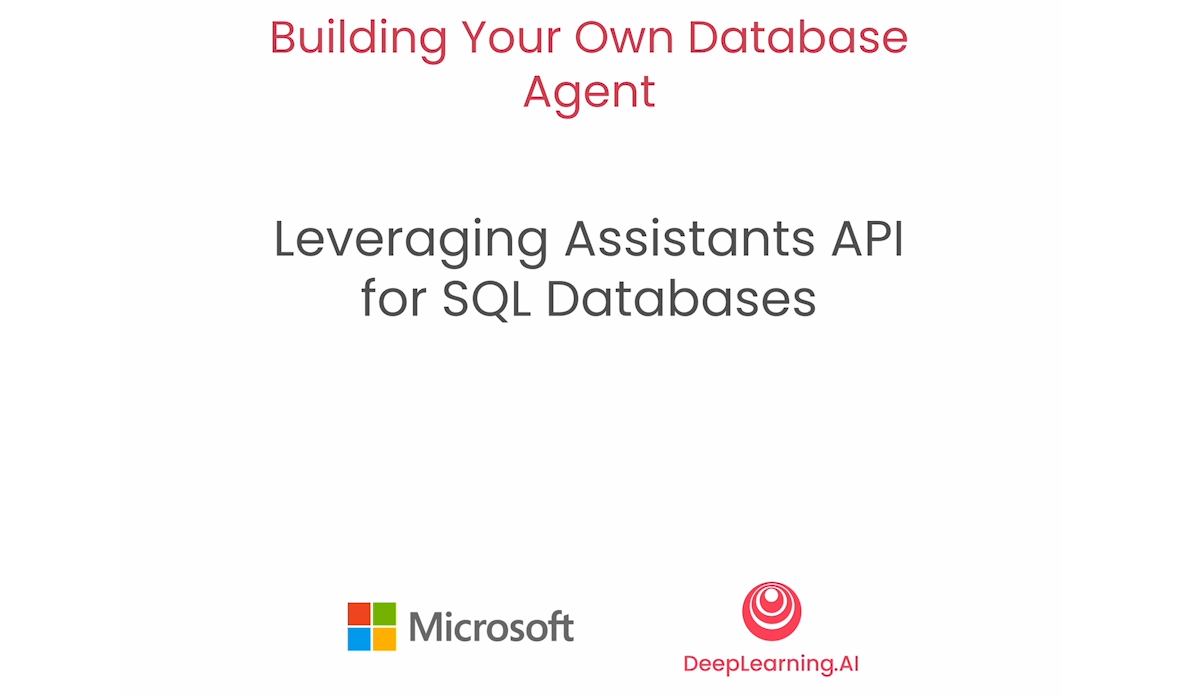 Building Your Own Database
Agent
Leveraging Assistants API
for SQL Databases
Microsoft
DeepLearning.AI